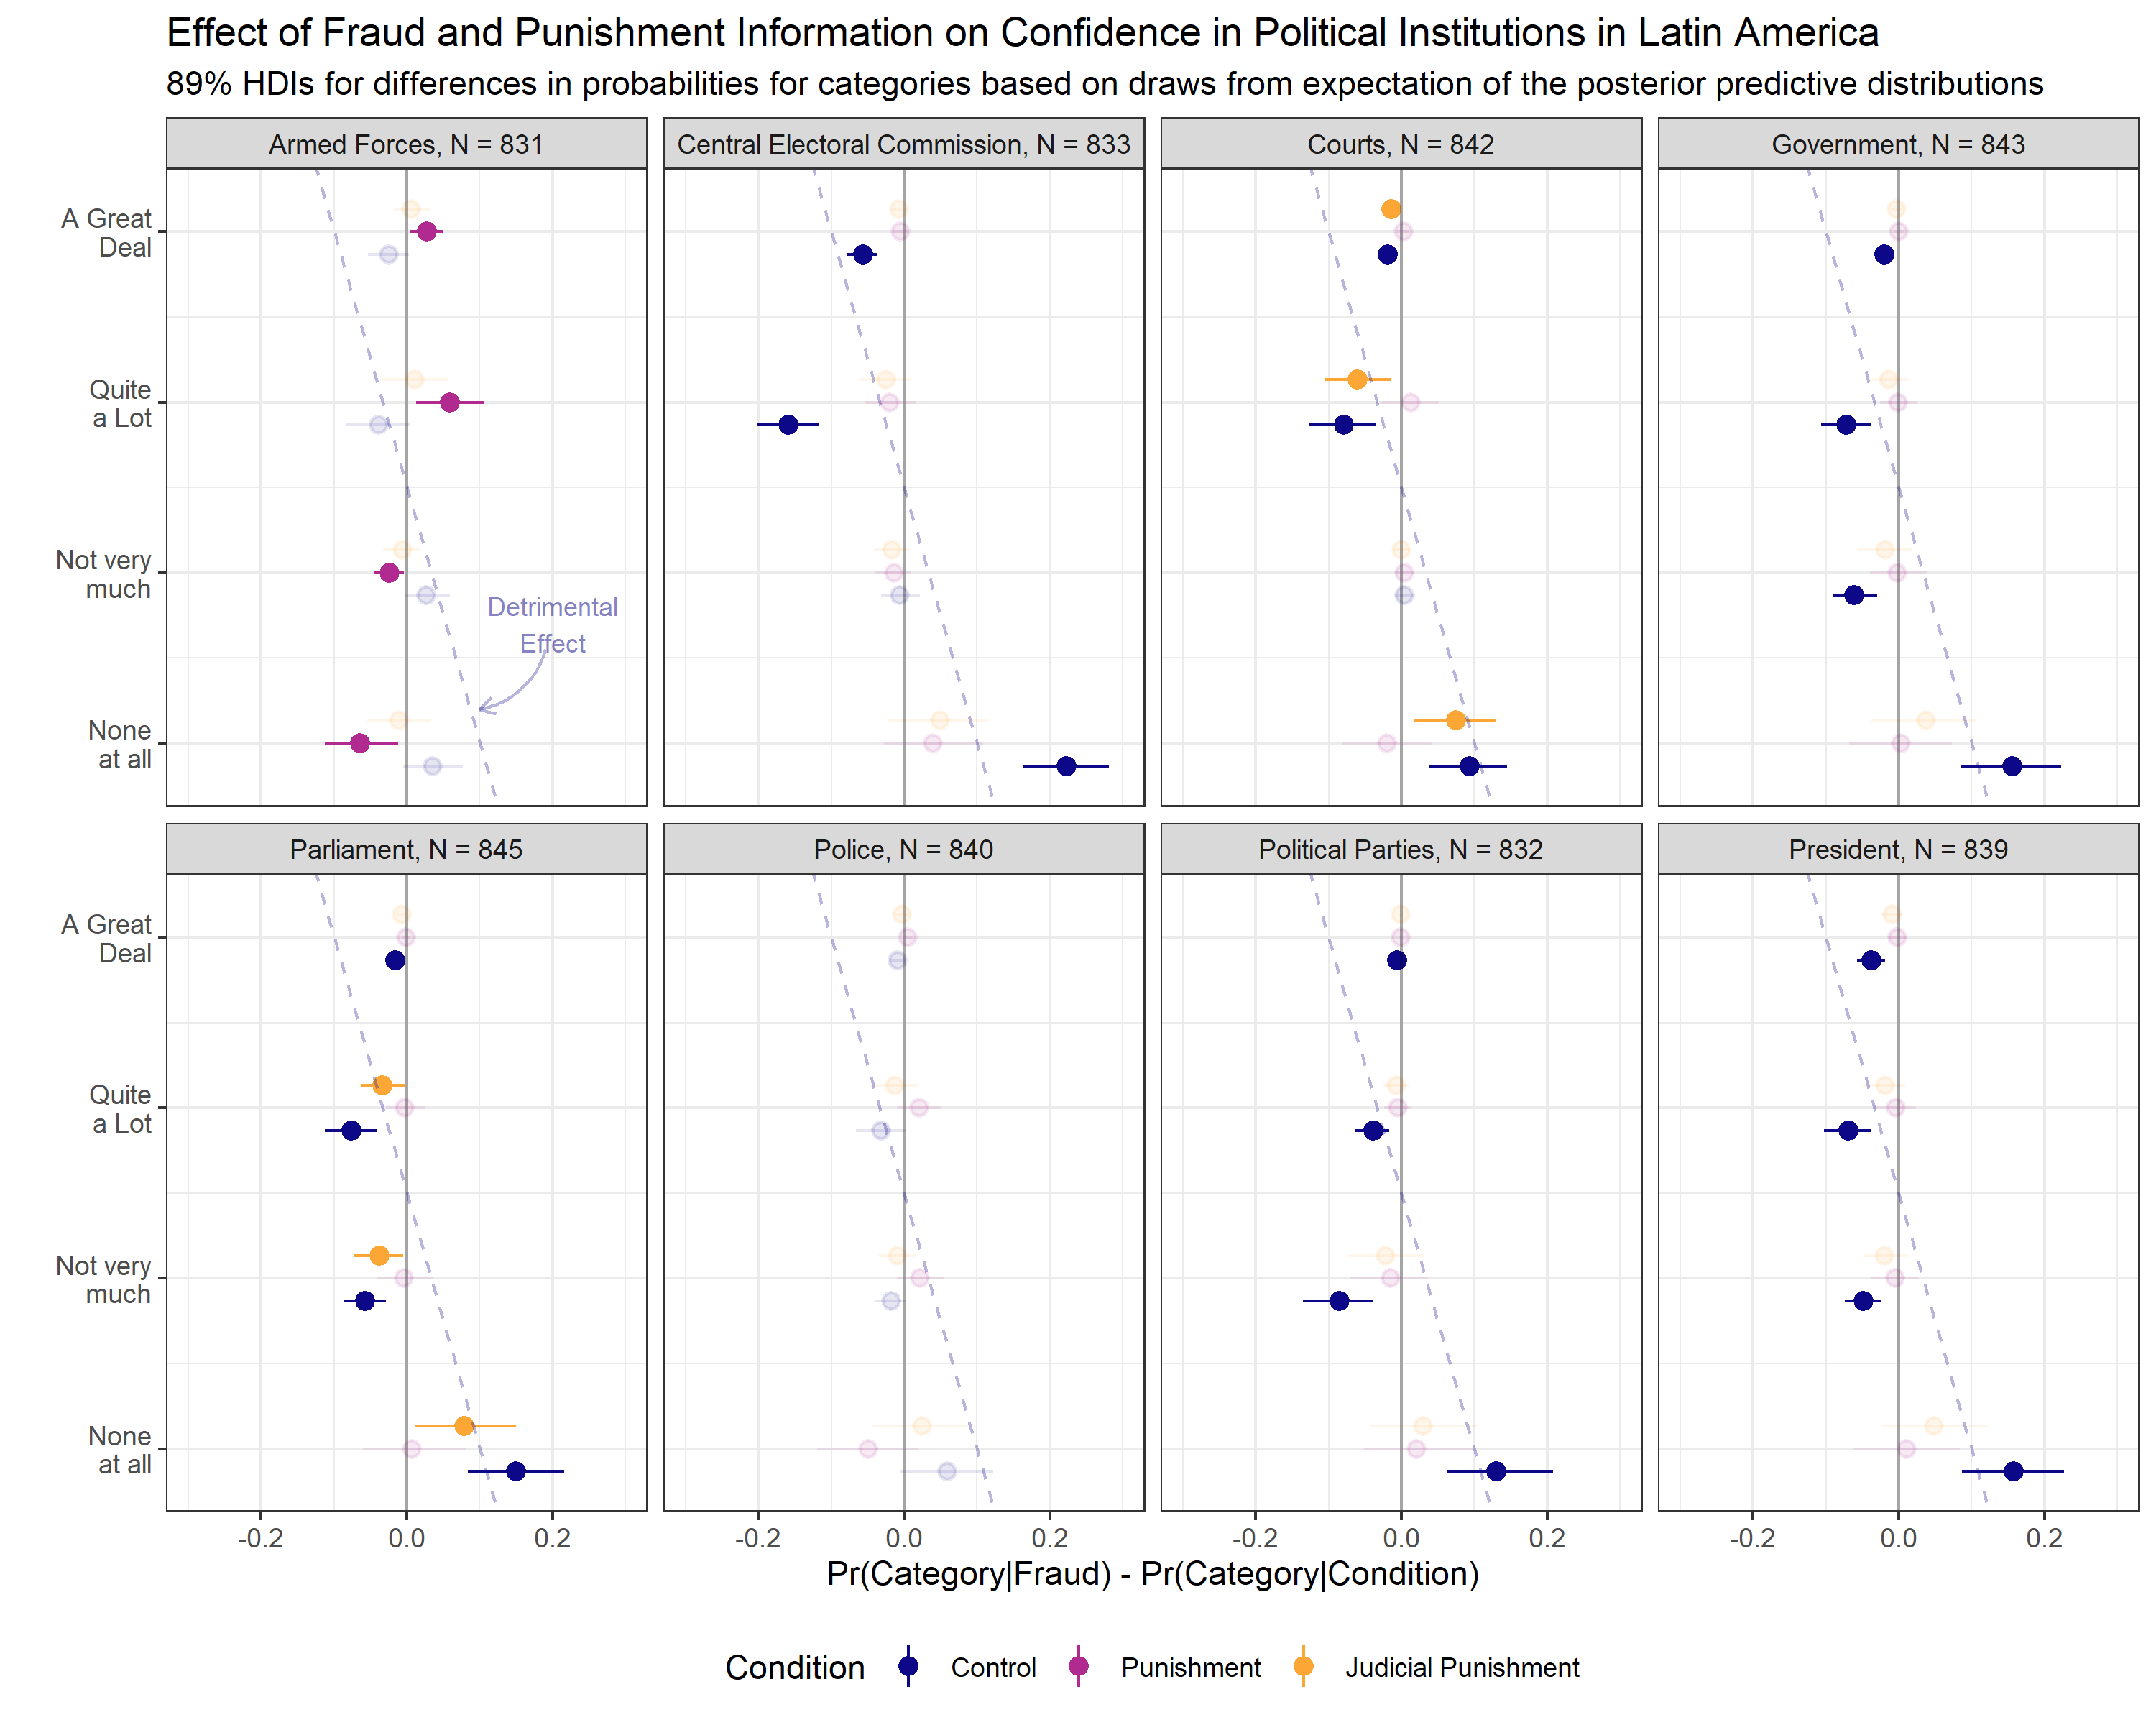 Effect of Fraud and Punishment Information on Confidence in Political Institutions in Latin America
89% HDIs for differences in probabilities for categories based on draws from expectation of the posterior predictive distributions
Armed Forces, N = 831
Central Electoral Commission, N = 833
Courts, N = 842
Government, N = 843
A Great
Deal
Quite
a Lot
Not very
much
None
at all
Detrimental
Effect
Parliament, N = 845
Police, N = 840
Political Parties, N = 832
President, N = 839
A Great
Deal
Quite
a Lot
Not very
much
None
at all
-0.2 0.0 0.2 -0.2 0.0 0.2 -0.2 0.0 0.2 -0.2 0.0 0.2
Pr(Category|Fraud) - Pr(Category|Condition)
Condition Control Punishment Judicial Punishment